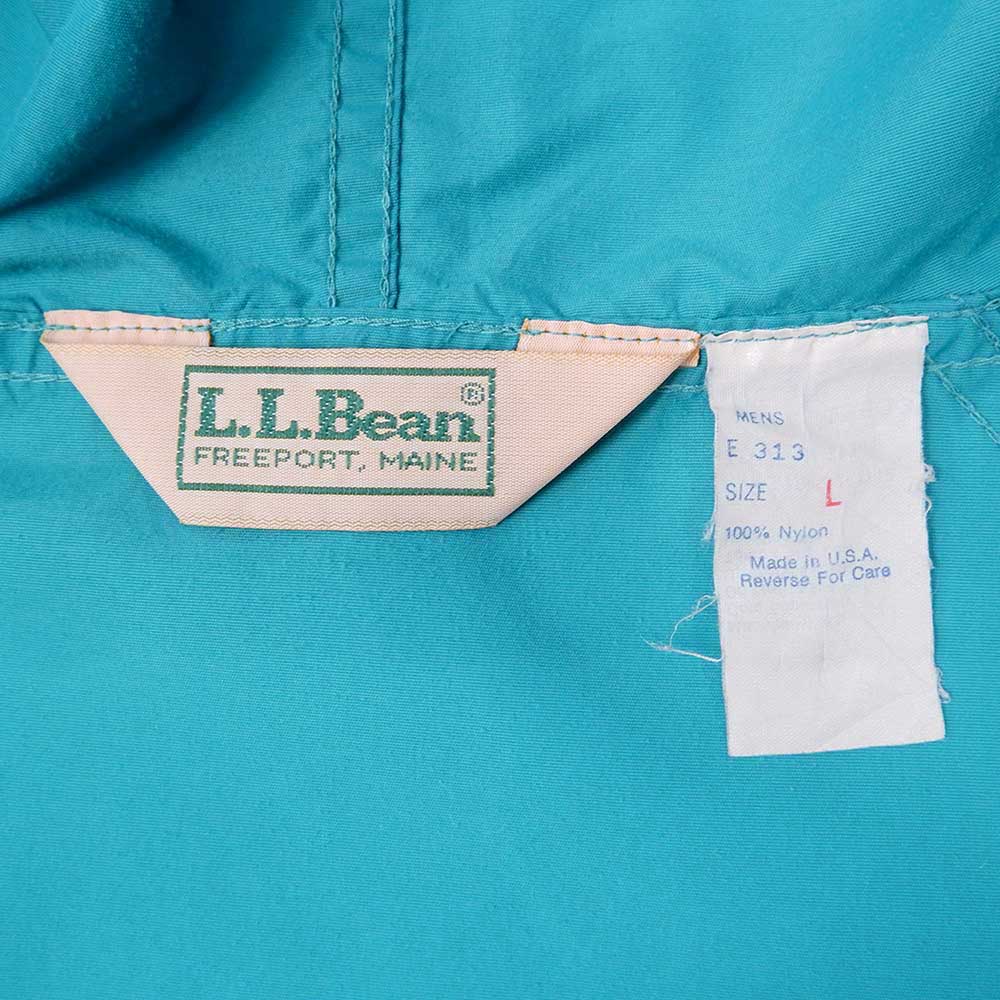 L.L.Bean®
FREEPORT, MAINE
MENS
E 313
SIZE L
100% Nylon
Made in U.S.A.
Reverse For Care